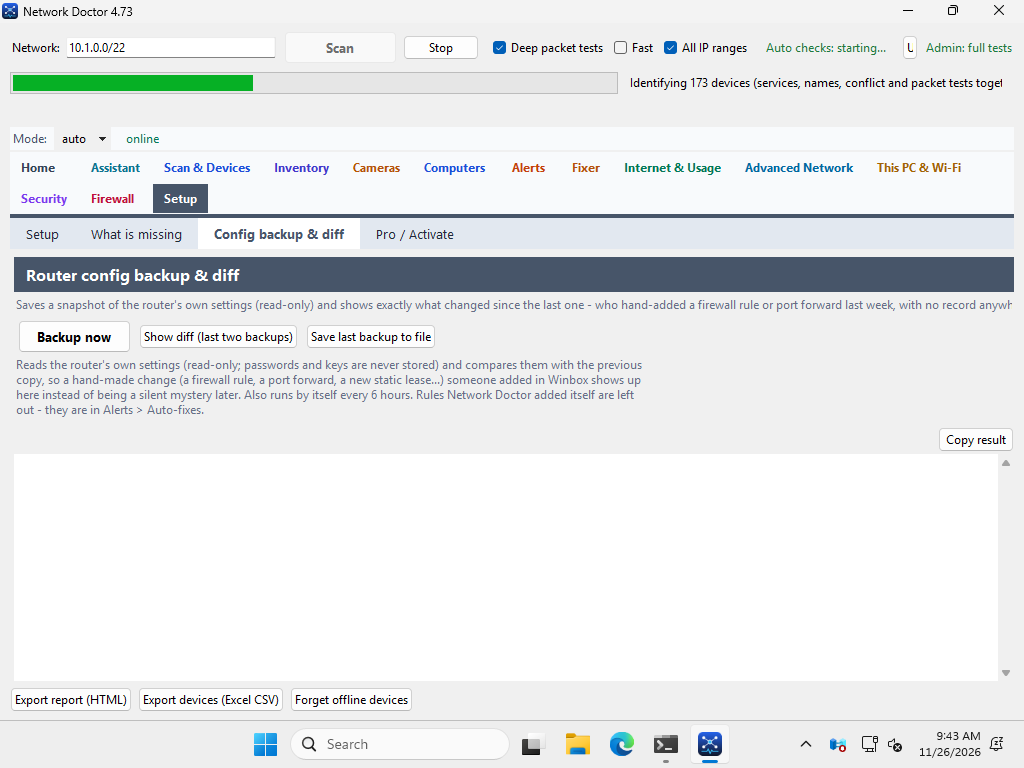 Network Doctor 4.73
Network: 10.1.0.0/22 Scan Stop Deep packet tests Fast All IP ranges Auto checks: starting... Admin: full tests
Identifying 173 devices (services, names, conflict and packet tests
Mode: auto online
Home Assistant Scan & Devices Inventory Cameras Computers Alerts Fixer Internet & Usage Advanced Network This PC & Wi-Fi
Security Firewall Setup
Setup What is missing Config backup & diff Pro / Activate
Router config backup & diff
Saves a snapshot of the router's own settings (read-only) and shows exactly what changed since the last one - who hand-added a firewall rule or port forward last week, with no record
Backup now Show diff (last two backups) Save last backup to file
Reads the router's own settings (read-only; passwords and keys are never stored) and compares them with the previous
copy, so a hand-made change (a firewall rule, a port forward, a new static lease...) someone added in Winbox shows up
here instead of being a silent mystery later. Also runs by itself every 6 hours. Rules Network Doctor added itself are left
out - they are in Alerts > Auto-fixes.
Copy result
Export report (HTML) Export devices (Excel CSV) Forget offline devices
Search
9:43 AM
11/26/2026